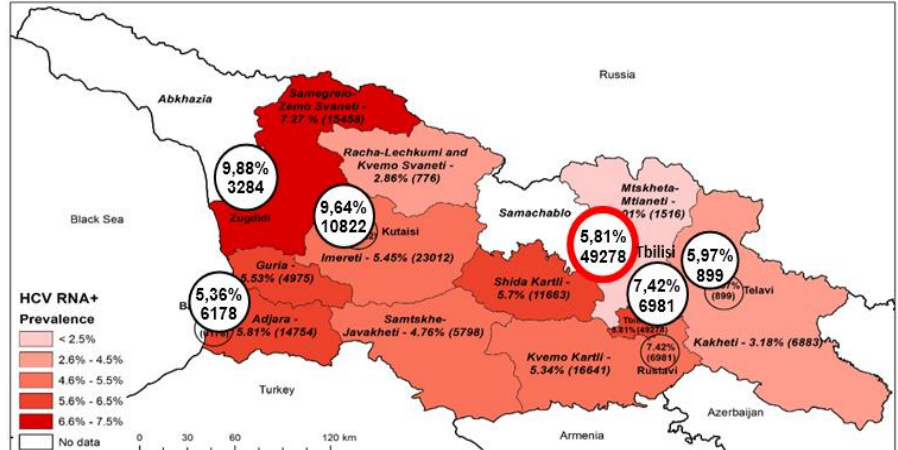 Russia
Abkhazia
Samegrelo-
Zemo Svaneti -
7.27 % (15458)
Racha-Lechkumi and
Kvemo Svaneti -
2.86% (776)
9,88%
3284
Zugdidi
9,64%
10822
Kutaisi
Imereti - 5.45% (23012)
Samachablo
Mtskheta-
Mtianeti -
(1516)
5,81%
49278
Tbilisi
5,97%
899
(899)
Telavi
7,42%
6981
Black Sea
Guria -
5.53% (4975)
Shida Kartli -
5.7% (11663)
5,36%
6178
Adjara -
5.81% (14754)
Samtskhe-
Javakheti - 4.76% (5798)
5.81% (49278)
7.42%
(6981)
Rustavi
Kvemo Kartli -
5.34% (16641)
Kakheti - 3.18% (6883)
Turkey
Armenia
Azerbaijan
HCV RNA+
Prevalence
< 2.5%
2.6% - 4.5%
4.6% - 5.5%
5.6% - 6.5%
6.6% - 7.5%
No data
0 30 60 120 km